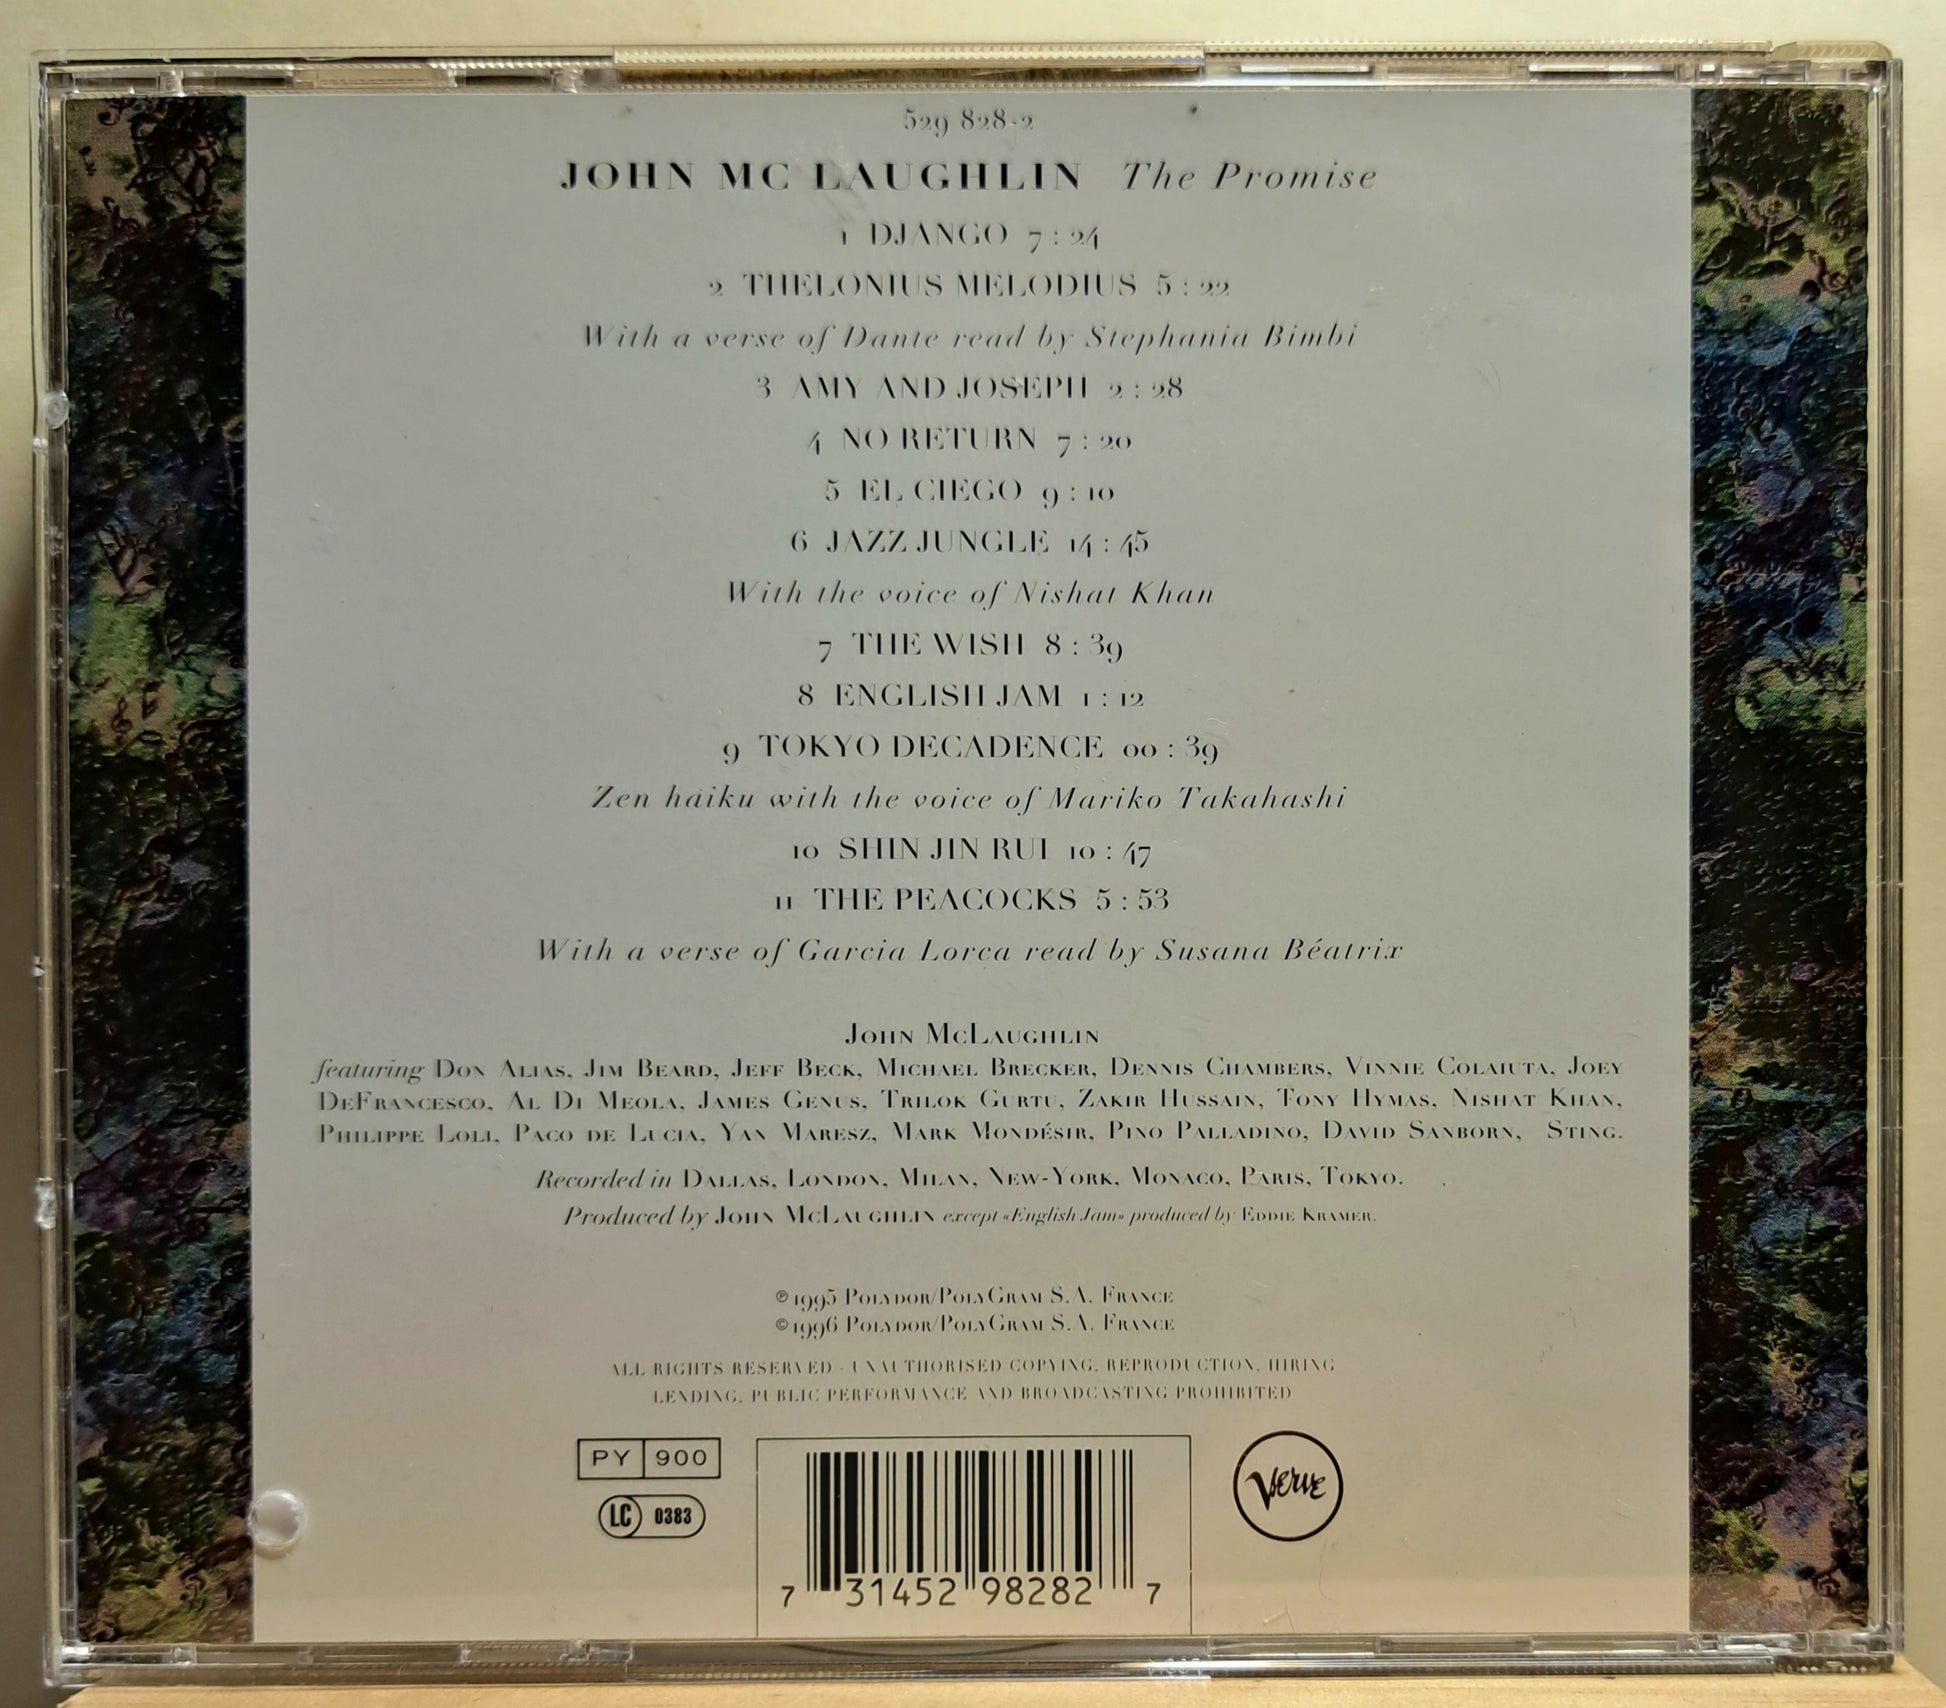 529 828-2
JOHN MC LAUGHLIN The Promise
1 DJANGO 7 : 24
2 THELONIUS MELODIUS 5 : 22
With a verse of Dante read by Stephania Bimbi
3 AMY AND JOSEPH 2 : 28
4 NO RETURN 7 : 20
5 EL CIEGO 9 : 10
6 JAZZ JUNGLE 14 : 45
With the voice of Nishat Khan
7 THE WISH 8 : 39
8 ENGLISH JAM 1 : 12
9 TOKYO DECADENCE 00 : 39
Zen haiku with the voice of Mariko Takahashi
10 SHIN JIN RUI 10 : 47
11 THE PEACOCKS 5 : 53
With a verse of Garcia Lorca read by Susana Béatrix
JOHN MCLAUGHLIN
featuring DON ALIAS, JIM BEARD, JEFF BECK, MICHAEL BRECKER, DENNIS CHAMBERS, VINNIE COLAIUTA, JOEY
DEFRANCESCO, AL DI MEOLA, JAMES GENUS, TRILOK GURTU, ZAKIR HUSSAIN, TONY HYMAS, NISHAT KHAN,
PHILIPPE LOLI, PACO DE LUCIA, YAN MARESZ, MARK MONDÉSIR, PINO PALLADINO, DAVID SANBORN, STING.
Recorded in DALLAS, LONDON, MILAN, NEW-YORK, MONACO, PARIS, TOKYO.
Produced by JOHN MCLAUGHLIN except «English Jam» produced by EDDIE KRAMER.
℗ 1995 POLYDOR/POLYGRAM S.A. FRANCE
© 1996 POLYDOR/POLYGRAM S.A. FRANCE
ALL RIGHTS RESERVED - UNAUTHORISED COPYING, REPRODUCTION, HIRING
LENDING, PUBLIC PERFORMANCE AND BROADCASTING PROHIBITED
PY 900
LC 0383
7 31452 98282 7
VERVE